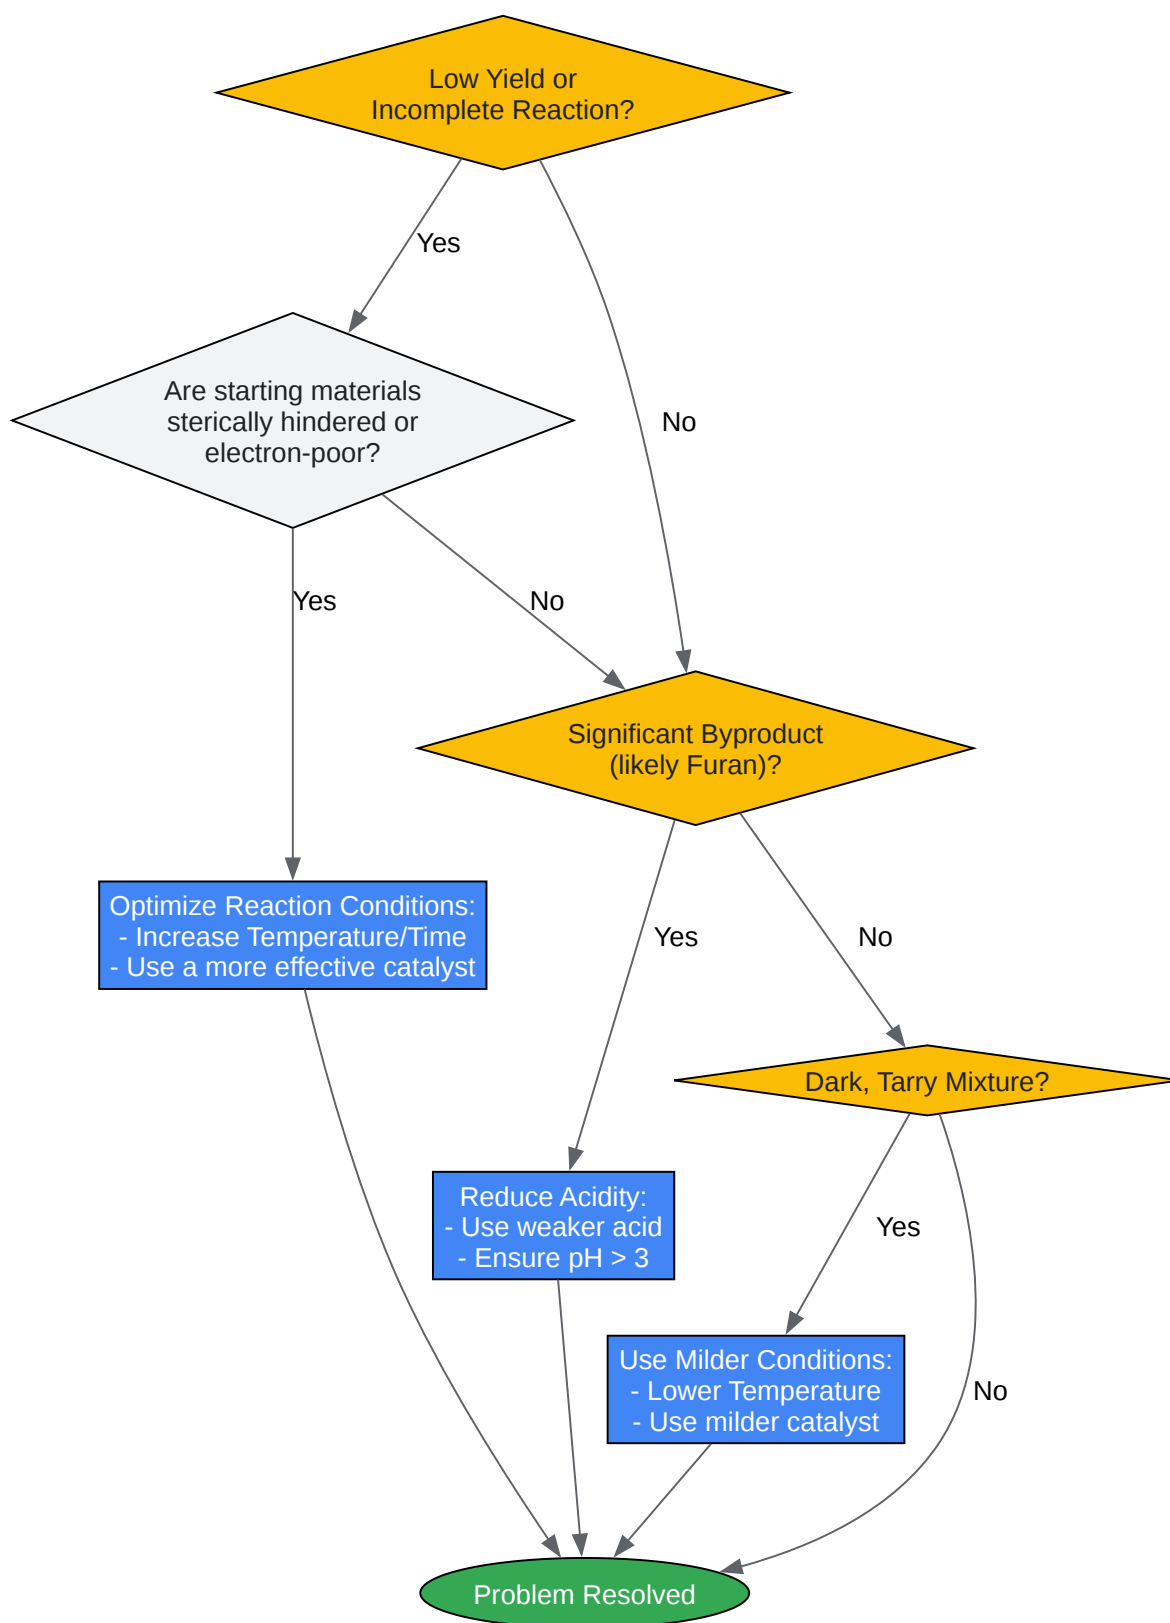 Low Yield or
Incomplete Reaction?
Yes
Are starting materials
sterically hindered or
electron-poor?
No
Yes
No
Significant Byproduct
(likely Furan)?
Optimize Reaction Conditions:
- Increase Temperature/Time
- Use a more effective catalyst
Yes
No
Dark, Tarry Mixture?
Reduce Acidity:
- Use weaker acid
- Ensure pH > 3
Yes
Use Milder Conditions:
- Lower Temperature
- Use milder catalyst
No
Problem Resolved